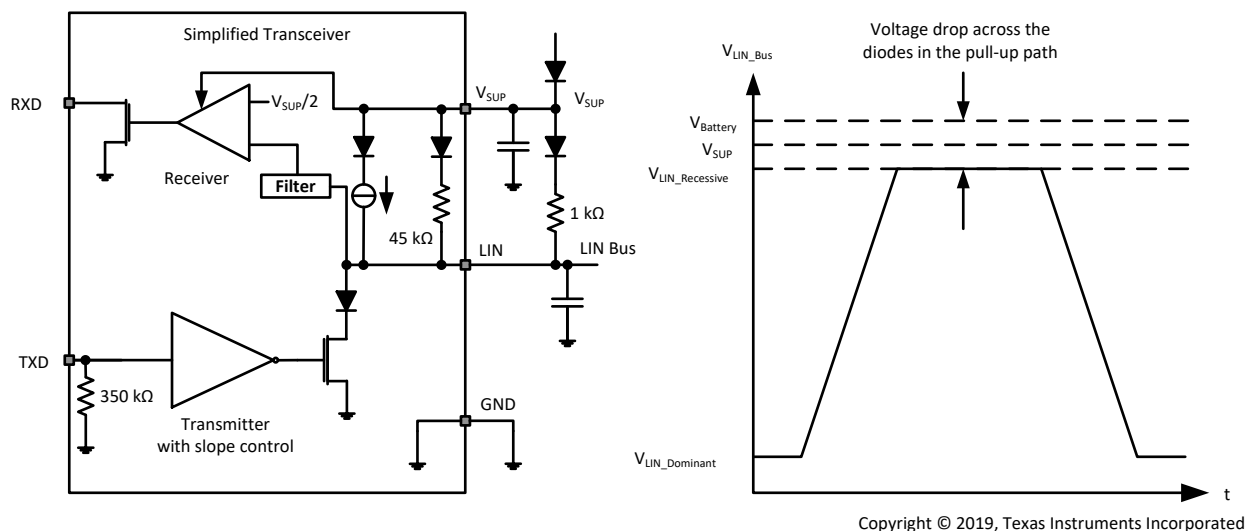 Simplified Transceiver
RXD
V_SUP/2
V_SUP
V_SUP
Receiver
Filter
45 kΩ
1 kΩ
LIN
LIN Bus
TXD
350 kΩ
GND
Transmitter
with slope control
Voltage drop across the
diodes in the pull-up path
V_LIN_Bus
V_Battery
V_SUP
V_LIN_Recessive
V_LIN_Dominant
t
Copyright © 2019, Texas Instruments Incorporated